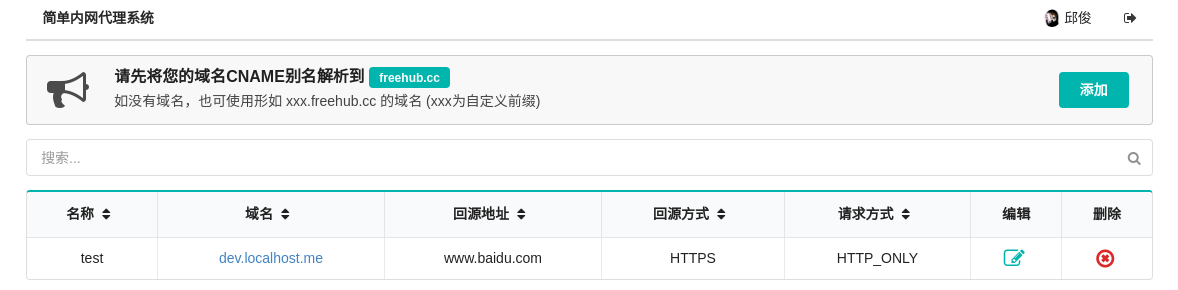 简单内网代理系统 邱俊
请先将您的域名CNAME别名解析到 freehub.cc
如没有域名，也可使用形如 xxx.freehub.cc 的域名 (xxx为自定义前缀)
添加
搜索...
名称 域名 回源地址 回源方式 请求方式 编辑 删除
test dev.localhost.me www.baidu.com HTTPS HTTP_ONLY